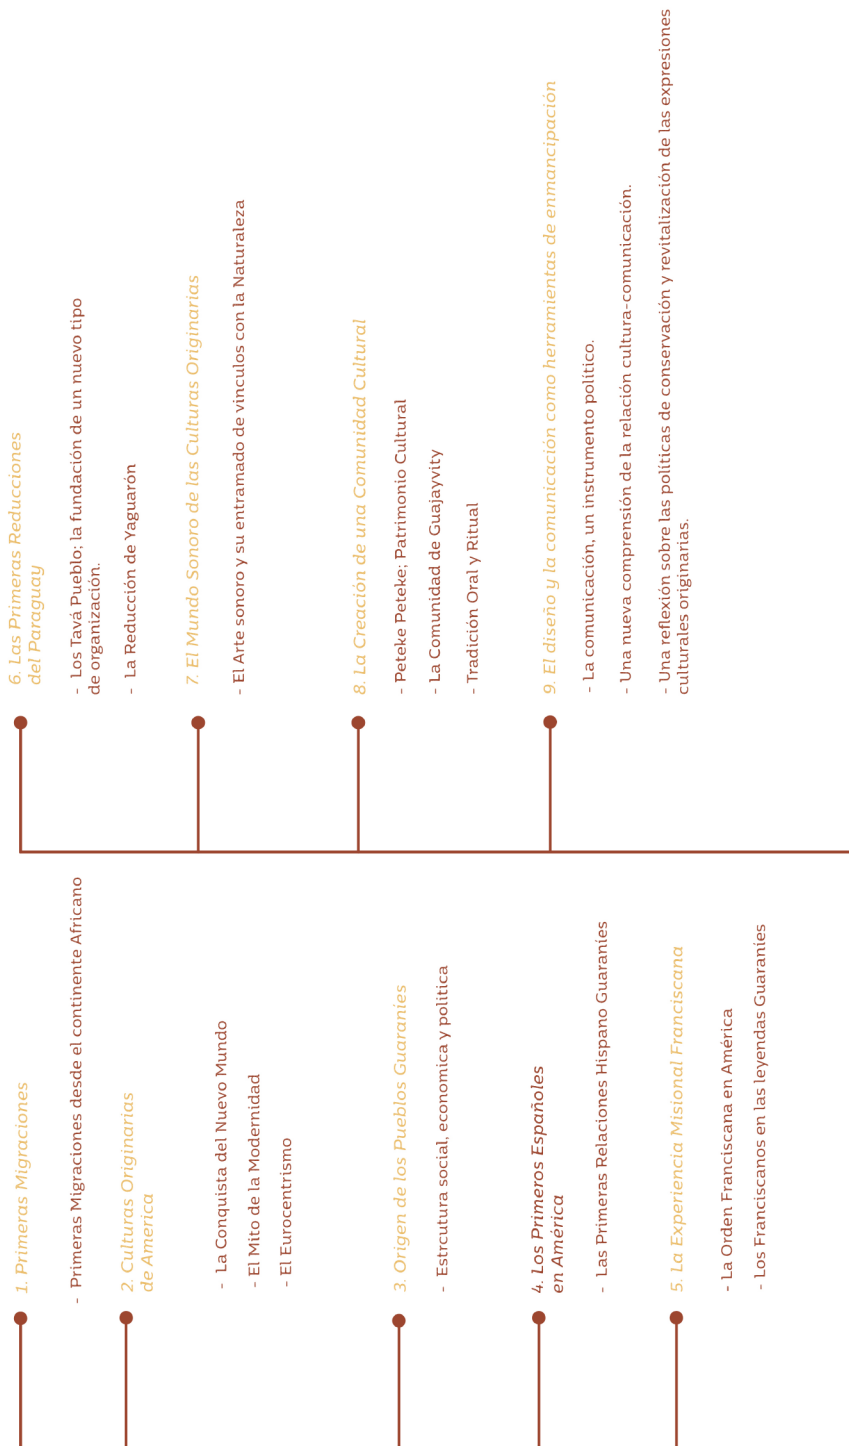 1. Primeras Migraciones
- Primeras Migraciones desde el continente Africano
2. Culturas Originarias
de America
- La Conquista del Nuevo Mundo
- El Mito de la Modernidad
- El Eurocentrismo
3. Origen de los Pueblos Guaraníes
- Estrcutura social, economica y politica
4. Los Primeros Españoles
en América
- Las Primeras Relaciones Hispano Guaraníes
5. La Experiencia Misional Franciscana
- La Orden Franciscana en América
- Los Franciscanos en las leyendas Guaraníes
6. Las Primeras Reducciones
del Paraguay
- Los Tavá Pueblo; la fundación de un nuevo tipo
de organización.
- La Reducción de Yaguarón
7. El Mundo Sonoro de las Culturas Originarias
- El Arte sonoro y su entramado de vinculos con la Naturaleza
8. La Creación de una Comunidad Cultural
- Peteke Peteke; Patrimonio Cultural
- La Comunidad de Guajayvity
- Tradición Oral y Ritual
9. El diseño y la comunicación como herramientas de enmancipación
- La comunicación, un instrumento político.
- Una nueva comprensión de la relación cultura-comunicación.
- Una reflexión sobre las políticas de conservación y revitalización de las expresiones
culturales originarias.